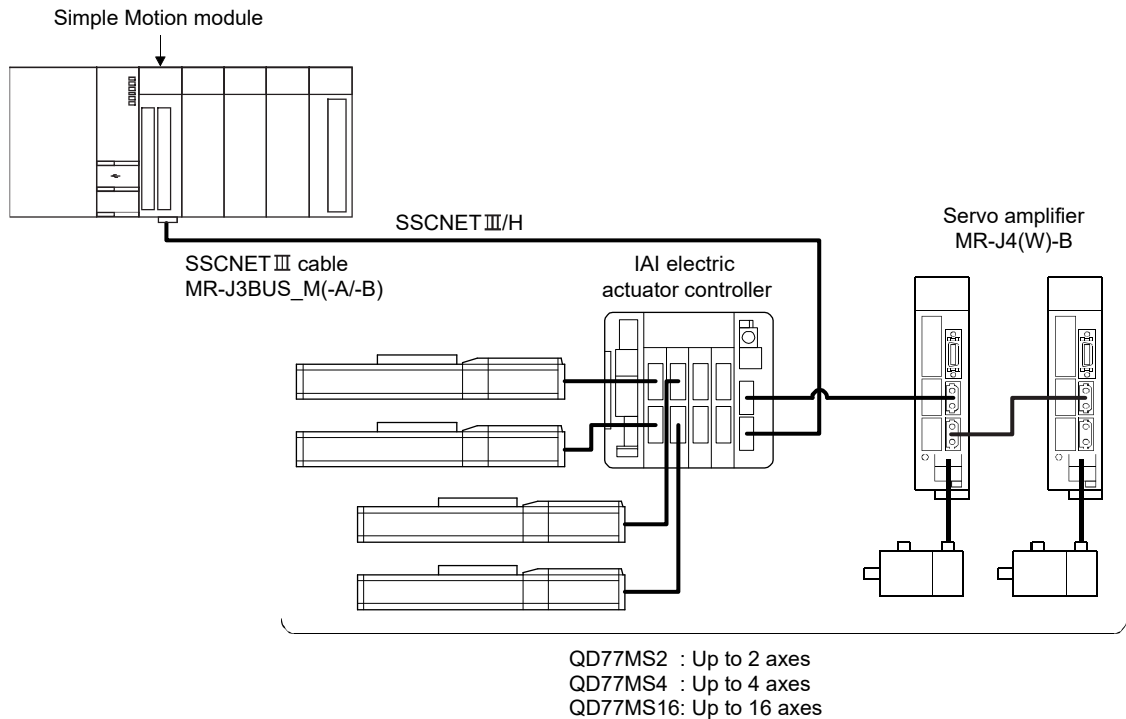 Simple Motion module
SSCNETⅢ/H
Servo amplifier
MR-J4(W)-B
SSCNETⅢ cable
MR-J3BUS_M(-A/-B)
IAI electric
actuator controller
QD77MS2 : Up to 2 axes
QD77MS4 : Up to 4 axes
QD77MS16: Up to 16 axes